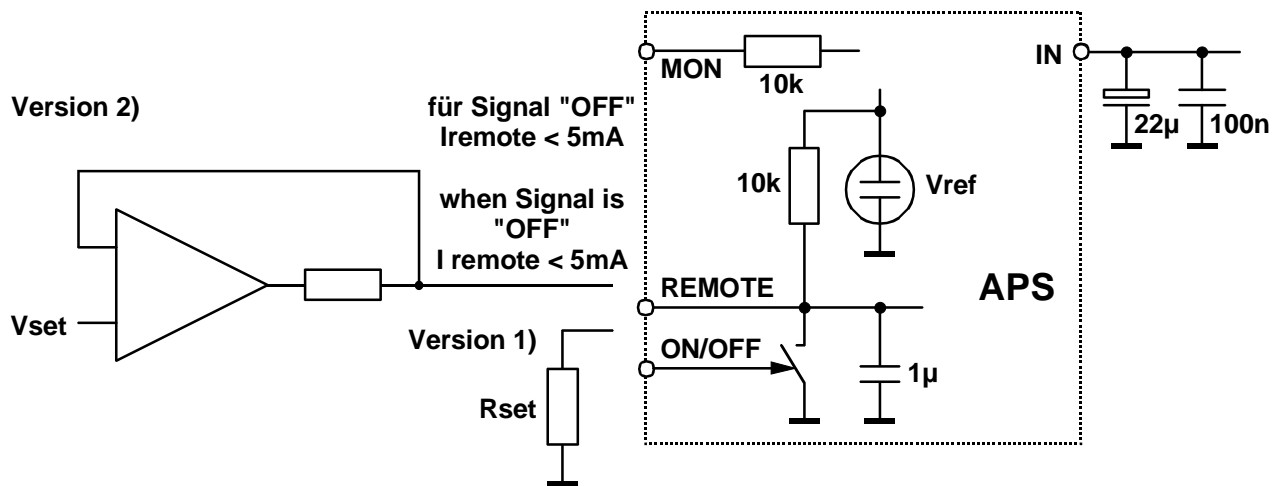 MON
10k
IN
Version 2)
für Signal "OFF"
Iremote < 5mA
22µ
100n
10k
Vref
when Signal is
"OFF"
I remote < 5mA
REMOTE
APS
Vset
Version 1)
ON/OFF
1µ
Rset